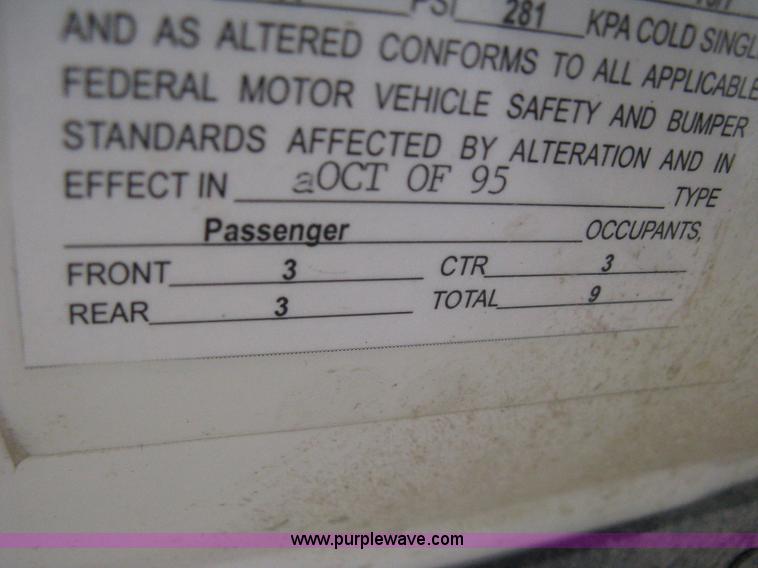 PSI 281 KPA COLD SINGL
AND AS ALTERED CONFORMS TO ALL APPLICABLE
FEDERAL MOTOR VEHICLE SAFETY AND BUMPER
STANDARDS AFFECTED BY ALTERATION AND IN
EFFECT IN aOCT OF 95 TYPE
Passenger OCCUPANTS,
FRONT 3 CTR 3
REAR 3 TOTAL 9
www.purplewave.com